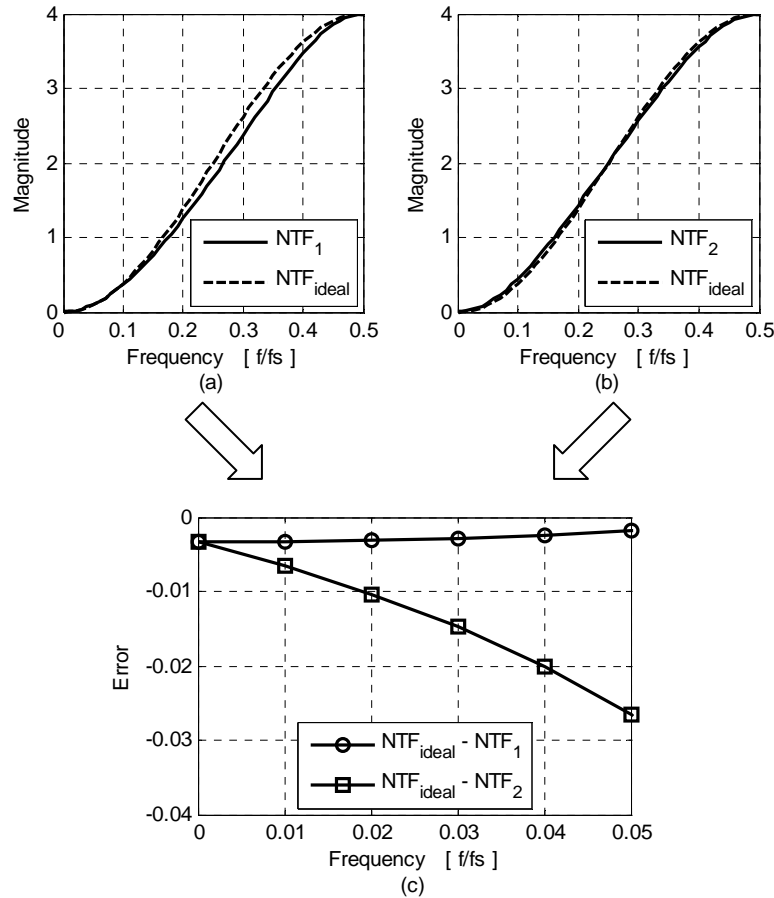 4
3
2
1
0
0.1
0.2
0.3
0.4
0.5
Magnitude
Frequency [ f/fs ]
NTF1
NTFideal
(a)
4
3
2
1
0
0
0.1
0.2
0.3
0.4
0.5
Magnitude
Frequency [ f/fs ]
NTF2
NTFideal
(b)
0
-0.01
-0.02
-0.03
-0.04
Error
NTFideal - NTF1
NTFideal - NTF2
0
0.01
0.02
0.03
0.04
0.05
Frequency [ f/fs ]
(c)